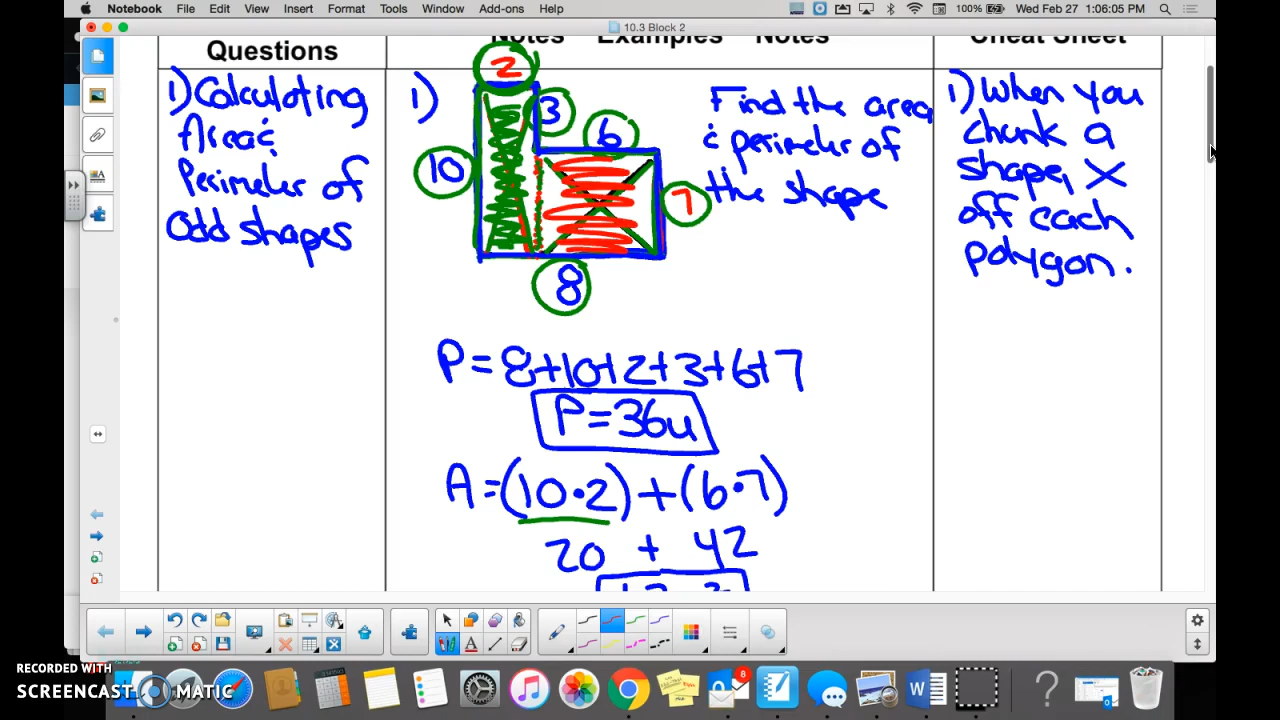 Notebook File Edit View Insert Format Tools Window Add-ons Help 100% Wed Feb 27 1:06:05 PM
10.3 Block 2
Questions
Notes Examples Notes
Cheat Sheet
1) Calculating
Area &
Perimeter of
odd shapes
1)
2
3
6
10
7
8
Find the area
& perimeter of
the shape
P = 8+10+2+3+6+7
P = 36u
A = (10•2) + (6•7)
20 + 42
1) When you
chunk a
shape, X
off each
polygon.
8
RECORDED WITH
SCREENCAST MATIC